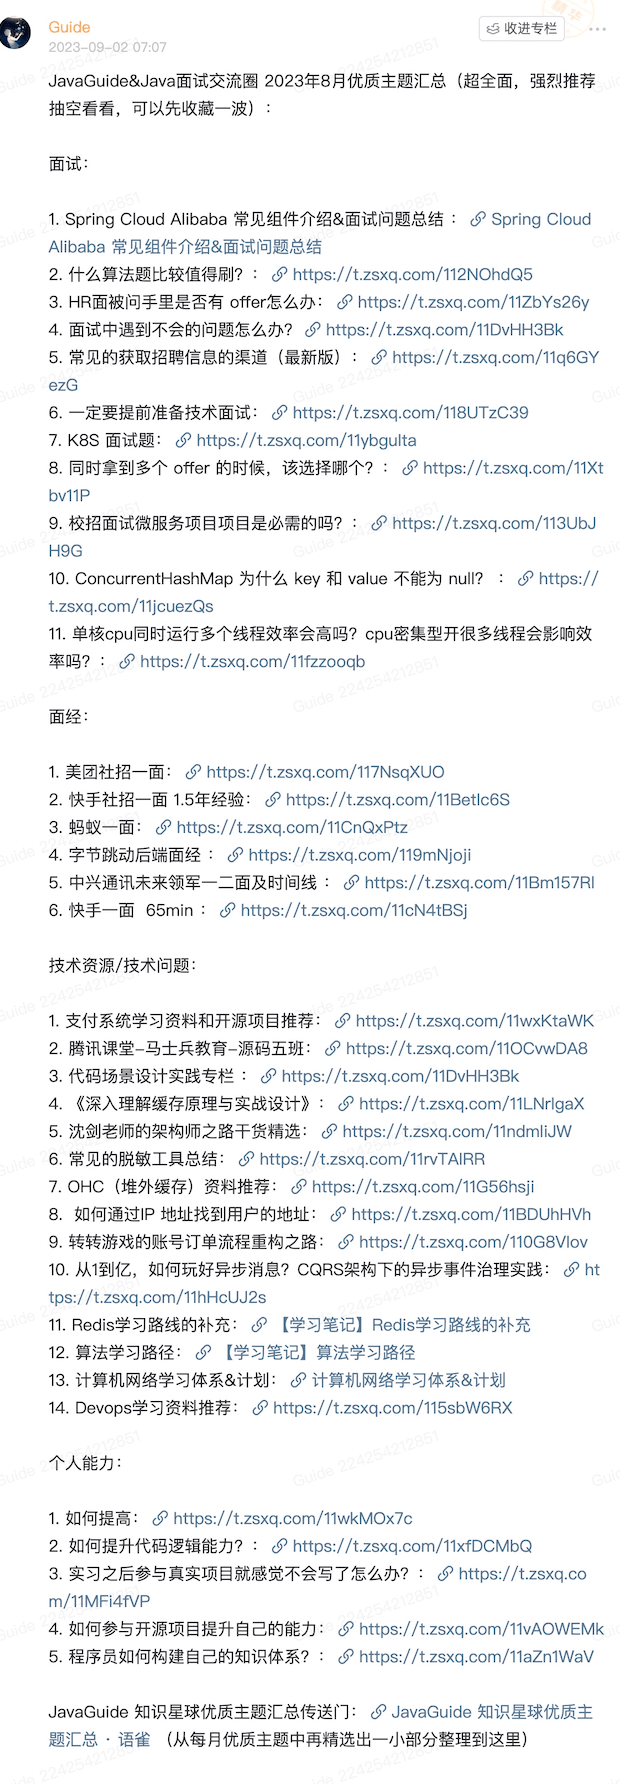 Guide
2023-09-02 07:07
收进专栏
精华
JavaGuide&Java面试交流圈 2023年8月优质主题汇总（超全面，强烈推荐
抽空看看，可以先收藏一波）：
面试：
1. Spring Cloud Alibaba 常见组件介绍&面试问题总结 ： Spring Cloud
Alibaba 常见组件介绍&面试问题总结
2. 什么算法题比较值得刷？： https://t.zsxq.com/112NOhdQ5
3. HR面被问手里是否有 offer怎么办： https://t.zsxq.com/11ZbYs26y
4. 面试中遇到不会的问题怎么办？ https://t.zsxq.com/11DvHH3Bk
5. 常见的获取招聘信息的渠道（最新版）： https://t.zsxq.com/11q6GY
ezG
6. 一定要提前准备技术面试： https://t.zsxq.com/118UTzC39
7. K8S 面试题： https://t.zsxq.com/11ybgulta
8. 同时拿到多个 offer 的时候，该选择哪个？： https://t.zsxq.com/11Xt
bv11P
9. 校招面试微服务项目项目是必需的吗？： https://t.zsxq.com/113UbJ
H9G
10. ConcurrentHashMap 为什么 key 和 value 不能为 null？ ： https://
t.zsxq.com/11jcuezQs
11. 单核cpu同时运行多个线程效率会高吗？cpu密集型开很多线程会影响效
率吗？： https://t.zsxq.com/11fzzooqb
面经：
1. 美团社招一面： https://t.zsxq.com/117NsqXUO
2. 快手社招一面 1.5年经验： https://t.zsxq.com/11BetIc6S
3. 蚂蚁一面： https://t.zsxq.com/11CnQxPtz
4. 字节跳动后端面经 ： https://t.zsxq.com/119mNjoji
5. 中兴通讯未来领军一二面及时间线 ： https://t.zsxq.com/11Bm157Rl
6. 快手一面 65min ： https://t.zsxq.com/11cN4tBSj
技术资源/技术问题：
1. 支付系统学习资料和开源项目推荐： https://t.zsxq.com/11wxKtaWK
2. 腾讯课堂-马士兵教育-源码五班： https://t.zsxq.com/11OCvwDA8
3. 代码场景设计实践专栏 ： https://t.zsxq.com/11DvHH3Bk
4. 《深入理解缓存原理与实战设计》： https://t.zsxq.com/11LNrlgaX
5. 沈剑老师的架构师之路干货精选： https://t.zsxq.com/11ndmliJW
6. 常见的脱敏工具总结： https://t.zsxq.com/11rvTAlRR
7. OHC（堆外缓存）资料推荐： https://t.zsxq.com/11G56hsji
8. 如何通过IP 地址找到用户的地址： https://t.zsxq.com/11BDUhHVh
9. 转转游戏的账号订单流程重构之路： https://t.zsxq.com/110G8Vlov
10. 从1到亿，如何玩好异步消息？CQRS架构下的异步事件治理实践： ht
tps://t.zsxq.com/11hHcUJ2s
11. Redis学习路线的补充： 【学习笔记】Redis学习路线的补充
12. 算法学习路径： 【学习笔记】算法学习路径
13. 计算机网络学习体系&计划： 计算机网络学习体系&计划
14. Devops学习资料推荐： https://t.zsxq.com/115sbW6RX
个人能力：
1. 如何提高： https://t.zsxq.com/11wkMOx7c
2. 如何提升代码逻辑能力？： https://t.zsxq.com/11xfDCMbQ
3. 实习之后参与真实项目就感觉不会写了怎么办？： https://t.zsxq.co
m/11MFi4fVP
4. 如何参与开源项目提升自己的能力： https://t.zsxq.com/11vAOWEMk
5. 程序员如何构建自己的知识体系？： https://t.zsxq.com/11aZn1WaV
JavaGuide 知识星球优质主题汇总传送门： JavaGuide 知识星球优质主
题汇总 · 语雀 （从每月优质主题中再精选出一小部分整理到这里）
Guide 224254212851